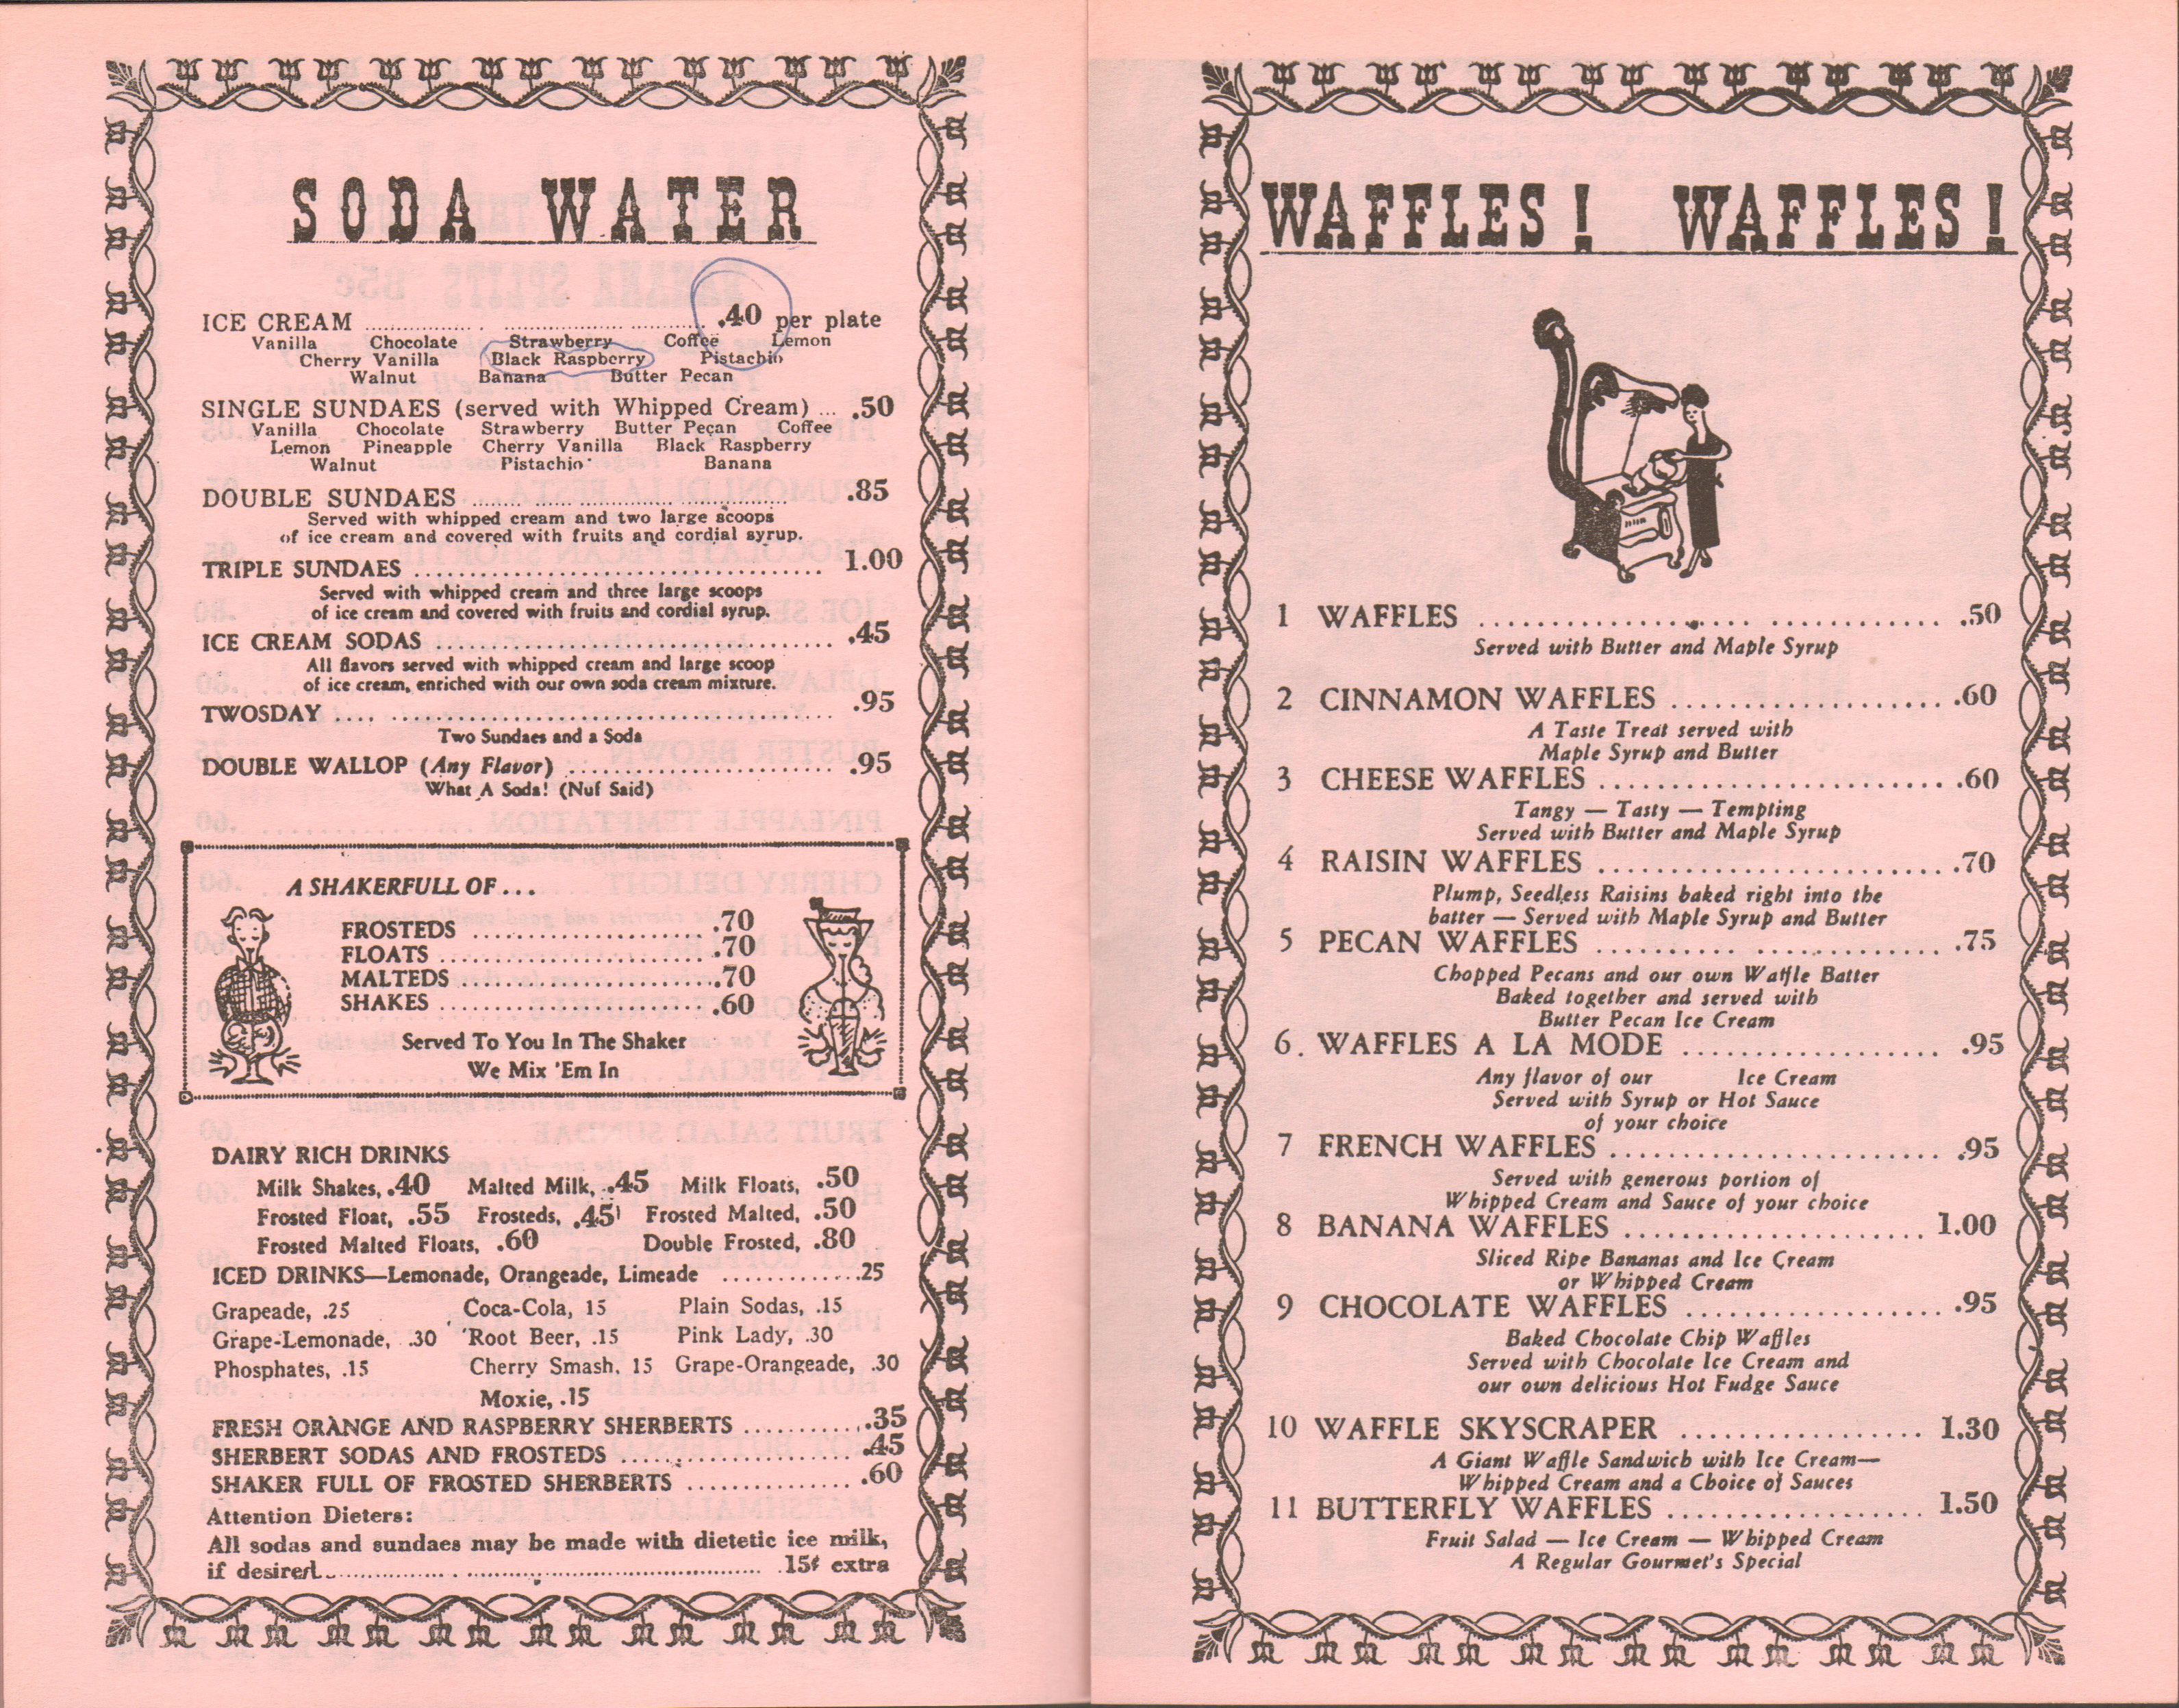 SODA WATER
ICE CREAM ................... . ................................... .40 per plate
Vanilla Chocolate Strawberry Coffee Lemon
Cherry Vanilla Black Raspberry Pistachio
Walnut Banana Butter Pecan
SINGLE SUNDAES (served with Whipped Cream) ... .50
Vanilla Chocolate Strawberry Butter Pecan Coffee
Lemon Pineapple Cherry Vanilla Black Raspberry
Walnut Pistachio Banana
DOUBLE SUNDAES ........ ...... ................................ .85
Served with whipped cream and two large scoops
of ice cream and covered with fruits and cordial syrup.
TRIPLE SUNDAES ..................................... 1.00
Served with whipped cream and three large scoops
of ice cream and covered with fruits and cordial syrup.
ICE CREAM SODAS .................................... .45
All flavors served with whipped cream and large scoop
of ice cream, enriched with our own soda cream mixture.
TWOSDAY .... ........................................ .95
Two Sundaes and a Soda
DOUBLE WALLOP (Any Flavor) ........................ .95
What A Soda! (Nuf Said)
A SHAKERFULL OF ...
FROSTEDS ....................... .70
FLOATS .......................... .70
MALTEDS ........................ .70
SHAKES .......................... .60
Served To You In The Shaker
We Mix 'Em In
DAIRY RICH DRINKS
Milk Shakes, .40 Malted Milk, .45 Milk Floats, .50
Frosted Float, .55 Frosteds, .45 Frosted Malted, .50
Frosted Malted Floats, .60 Double Frosted, .80
ICED DRINKS—Lemonade, Orangeade, Limeade .............25
Grapeade, .25 Coca-Cola, 15 Plain Sodas, .15
Grape-Lemonade, .30 Root Beer, .15 Pink Lady, .30
Phosphates, .15 Cherry Smash, 15 Grape-Orangeade, .30
Moxie, .15
FRESH ORANGE AND RASPBERRY SHERBERTS ........... .35
SHERBERT SODAS AND FROSTEDS ..................... .45
SHAKER FULL OF FROSTED SHERBERTS ............... .60
Attention Dieters:
All sodas and sundaes may be made with dietetic ice milk,
if desired.................... . ................................................ .15¢ extra
WAFFLES! WAFFLES!
1 WAFFLES ........................ ............... .50
Served with Butter and Maple Syrup
2 CINNAMON WAFFLES ................... .60
A Taste Treat served with
Maple Syrup and Butter
3 CHEESE WAFFLES ......................... .60
Tangy — Tasty — Tempting
Served with Butter and Maple Syrup
4 RAISIN WAFFLES ......................... .70
Plump, Seedless Raisins baked right into the
batter — Served with Maple Syrup and Butter
5 PECAN WAFFLES .......... ................ .75
Chopped Pecans and our own Waffle Batter
Baked together and served with
Butter Pecan Ice Cream
6. WAFFLES A LA MODE ................... .95
Any flavor of our Ice Cream
Served with Syrup or Hot Sauce
of your choice
7 FRENCH WAFFLES ........................ .95
Served with generous portion of
Whipped Cream and Sauce of your choice
8 BANANA WAFFLES ...................... 1.00
Sliced Ripe Bananas and Ice Cream
or Whipped Cream
9 CHOCOLATE WAFFLES ................... .95
Baked Chocolate Chip Waffles
Served with Chocolate Ice Cream and
our own delicious Hot Fudge Sauce
10 WAFFLE SKYSCRAPER .................. 1.30
A Giant Waffle Sandwich with Ice Cream—
Whipped Cream and a Choice of Sauces
11 BUTTERFLY WAFFLES ................... 1.50
Fruit Salad — Ice Cream — Whipped Cream
A Regular Gourmet's Special